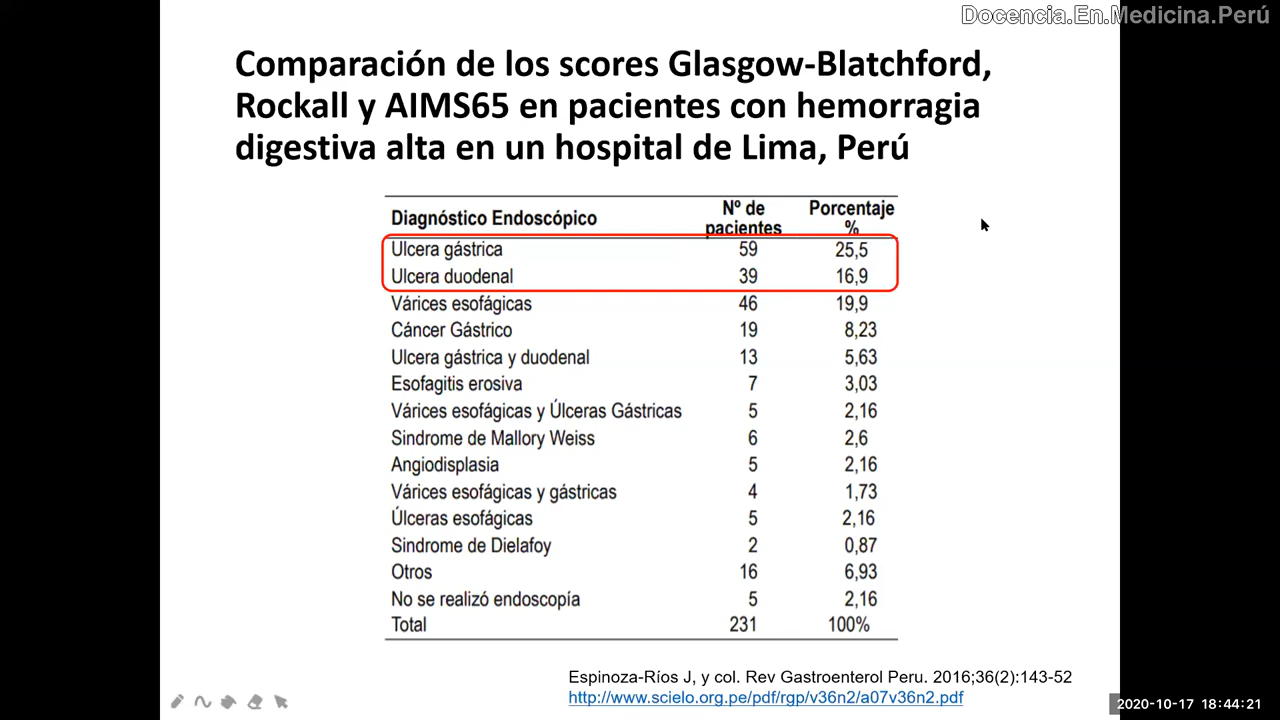 Docencia.En.Medicina.Perú
Comparación de los scores Glasgow-Blatchford,
Rockall y AIMS65 en pacientes con hemorragia
digestiva alta en un hospital de Lima, Perú
Diagnóstico Endoscópico Nº de pacientes Porcentaje %
Ulcera gástrica 59 25,5
Ulcera duodenal 39 16,9
Várices esofágicas 46 19,9
Cáncer Gástrico 19 8,23
Ulcera gástrica y duodenal 13 5,63
Esofagitis erosiva 7 3,03
Várices esofágicas y Úlceras Gástricas 5 2,16
Sindrome de Mallory Weiss 6 2,6
Angiodisplasia 5 2,16
Várices esofágicas y gástricas 4 1,73
Úlceras esofágicas 5 2,16
Sindrome de Dielafoy 2 0,87
Otros 16 6,93
No se realizó endoscopía 5 2,16
Total 231 100%
Espinoza-Ríos J, y col. Rev Gastroenterol Peru. 2016;36(2):143-52
http://www.scielo.org.pe/pdf/rgp/v36n2/a07v36n2.pdf
2020-10-17 18:44:21